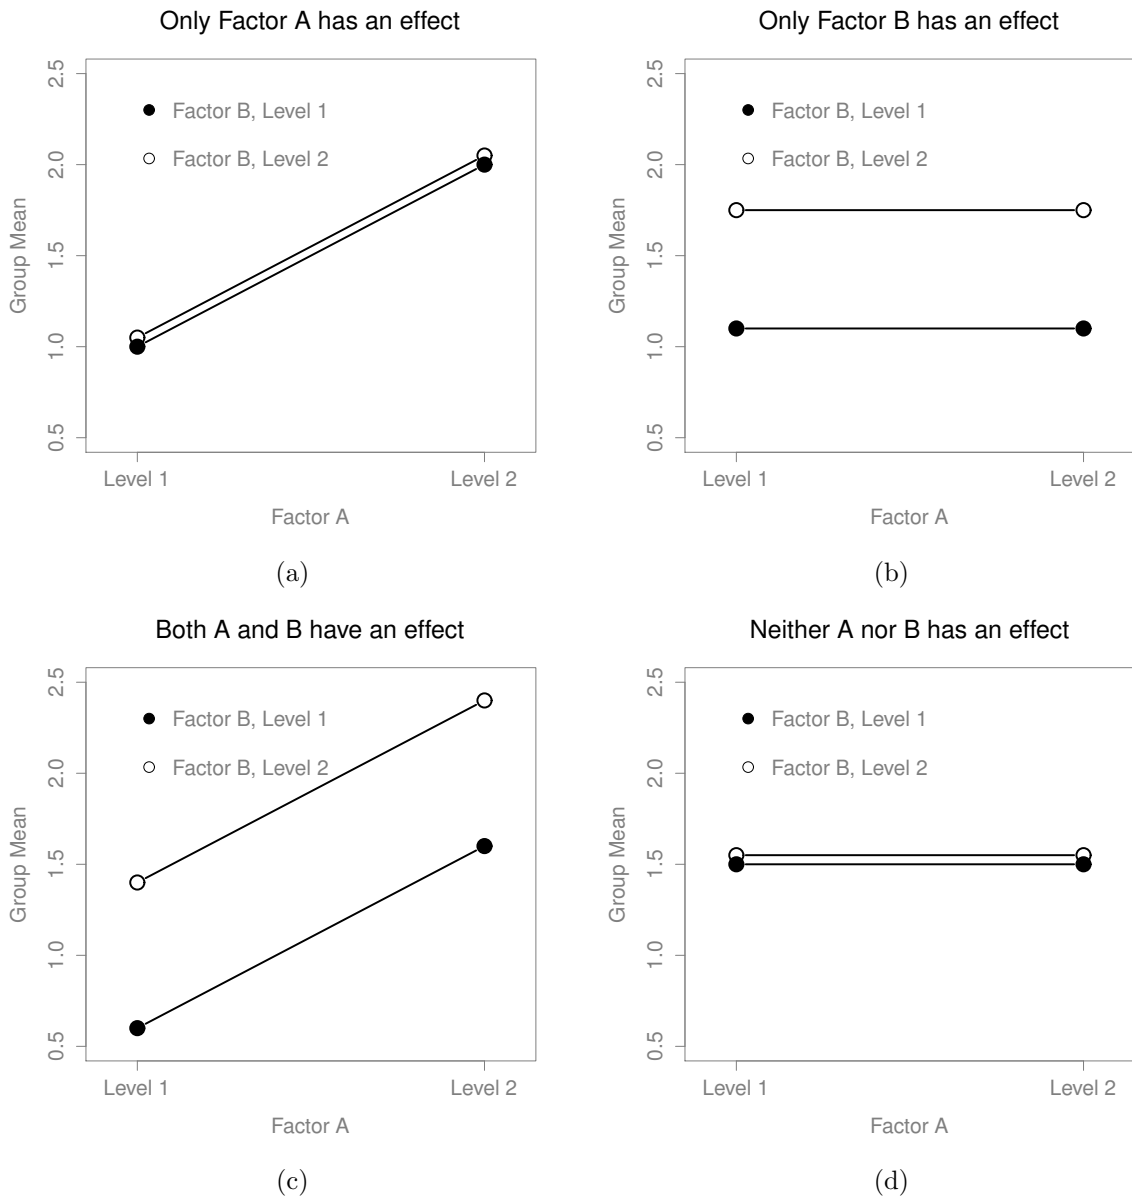 Only Factor A has an effect
2.5
2.0
1.5
1.0
0.5
Group Mean
Factor B, Level 1
Factor B, Level 2
Level 1
Level 2
Factor A
(a)
Only Factor B has an effect
2.5
2.0
1.5
1.0
0.5
Group Mean
Factor B, Level 1
Factor B, Level 2
Level 1
Level 2
Factor A
(b)
Both A and B have an effect
2.5
2.0
1.5
1.0
0.5
Group Mean
Factor B, Level 1
Factor B, Level 2
Level 1
Level 2
Factor A
(c)
Neither A nor B has an effect
2.5
2.0
1.5
1.0
0.5
Group Mean
Factor B, Level 1
Factor B, Level 2
Level 1
Level 2
Factor A
(d)